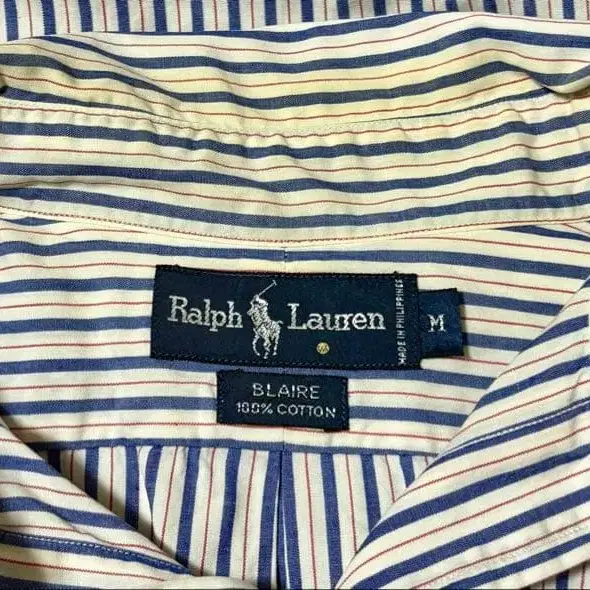 Ralph Lauren
MADE IN PHILIPPINES
M
BLAIRE
100% COTTON